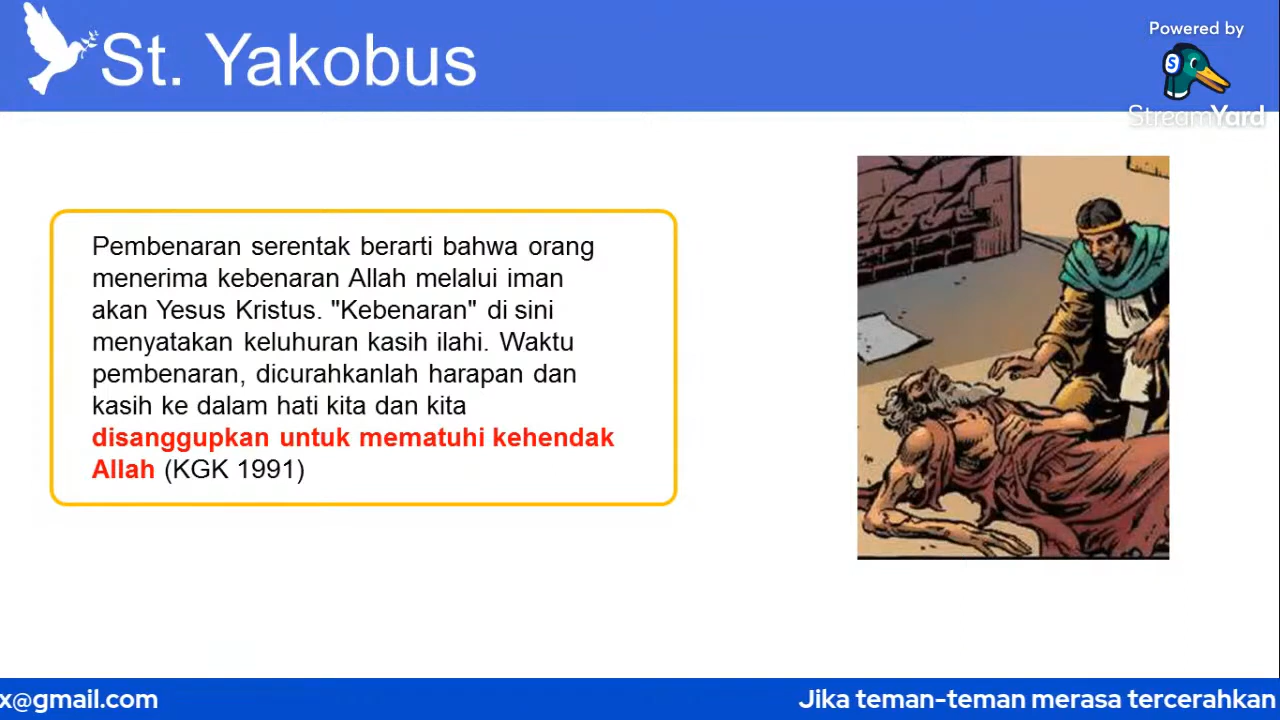 St. Yakobus
Powered by
S
StreamYard
Pembenaran serentak berarti bahwa orang
menerima kebenaran Allah melalui iman
akan Yesus Kristus. "Kebenaran" di sini
menyatakan keluhuran kasih ilahi. Waktu
pembenaran, dicurahkanlah harapan dan
kasih ke dalam hati kita dan kita
disanggupkan untuk mematuhi kehendak
Allah (KGK 1991)
x@gmail.com
Jika teman-teman merasa tercerahkan